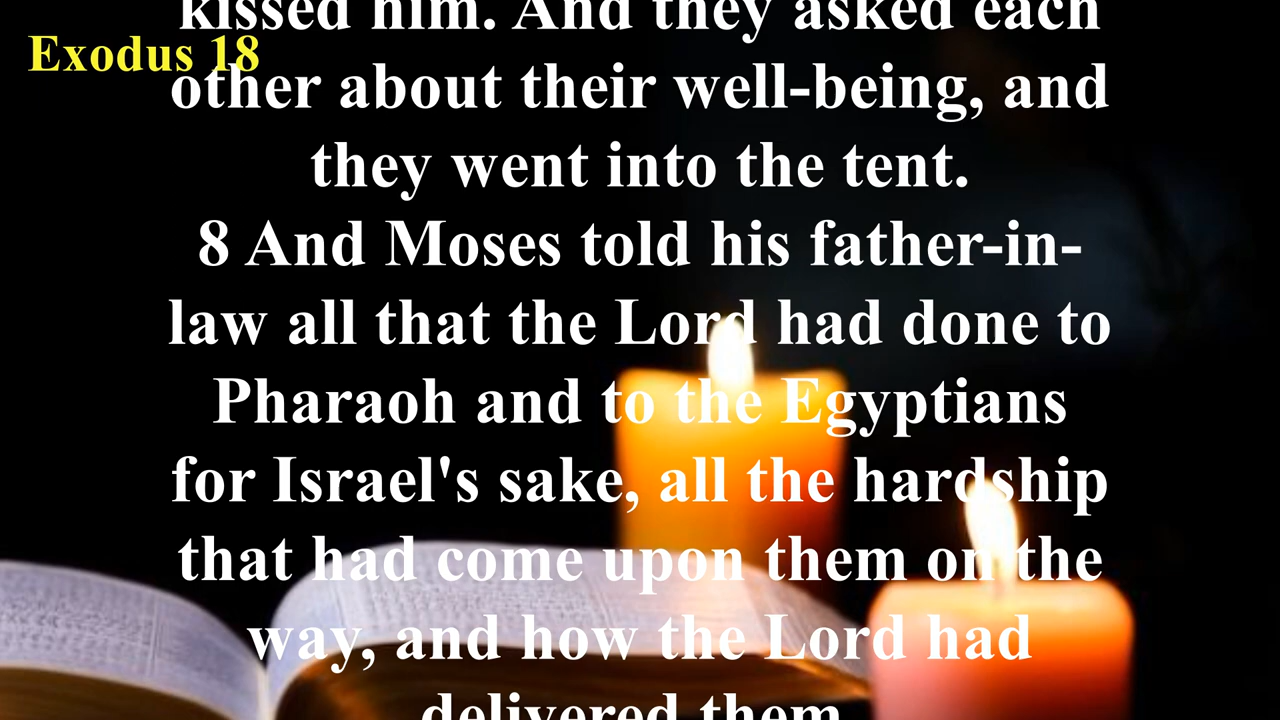 kissed him. And they asked each
Exodus 18
other about their well-being, and
they went into the tent.
8 And Moses told his father-in-
law all that the Lord had done to
Pharaoh and to the Egyptians
for Israel's sake, all the hardship
that had come upon them on the
way, and how the Lord had
delivered them.